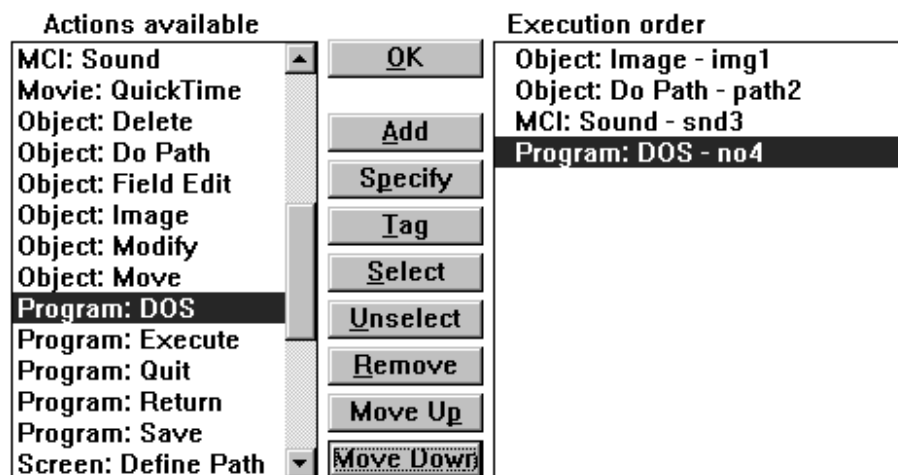 Actions available
MCI: Sound
Movie: QuickTime
Object: Delete
Object: Do Path
Object: Field Edit
Object: Image
Object: Modify
Object: Move
Program: DOS
Program: Execute
Program: Quit
Program: Return
Program: Save
Screen: Define Path
OK
Add
Specify
Tag
Select
Unselect
Remove
Move Up
Move Down
Execution order
Object: Image - img1
Object: Do Path - path2
MCI: Sound - snd3
Program: DOS - no4